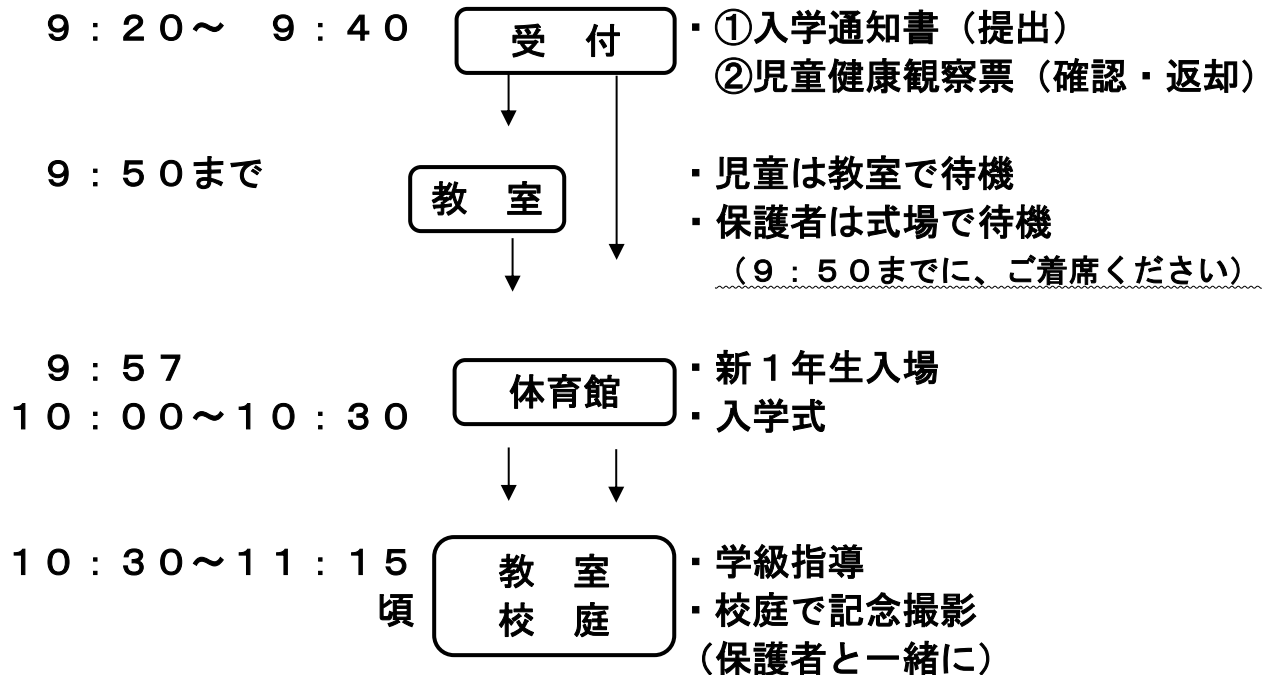 ９：２０～　９：４０　受　付　・①入学通知書（提出）
②児童健康観察票（確認・返却）
９：５０まで　教　室　・児童は教室で待機
・保護者は式場で待機
（９：５０までに、ご着席ください）
９：５７　体育館　・新１年生入場
１０：００～１０：３０　・入学式
１０：３０～１１：１５　教　室　・学級指導
頃　校　庭　・校庭で記念撮影
（保護者と一緒に）